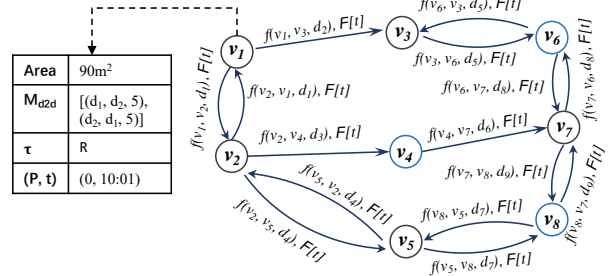 Area 90m²
M_d2d [(d₁, d₂, 5),
(d₂, d₁, 5)]
τ R
(P, t) (0, 10:01)
f(v₆, v₃, d₅), F[t]
v₁
f(v₁, v₃, d₂), F[t]
v₃
f(v₃, v₆, d₅), F[t]
v₆
f(v₁, v₂, d₁), F[t]
f(v₂, v₁, d₁), F[t]
f(v₆, v₇, d₈), F[t]
f(v₇, v₆, d₈), F[t]
v₂
f(v₂, v₄, d₃), F[t]
v₄
f(v₄, v₇, d₆), F[t]
v₇
f(v₅, v₂, d₄), F[t]
f(v₂, v₅, d₄), F[t]
f(v₇, v₈, d₉), F[t]
f(v₈, v₇, d₉), F[t]
f(v₈, v₅, d₇), F[t]
v₈
v₅
f(v₅, v₈, d₇), F[t]